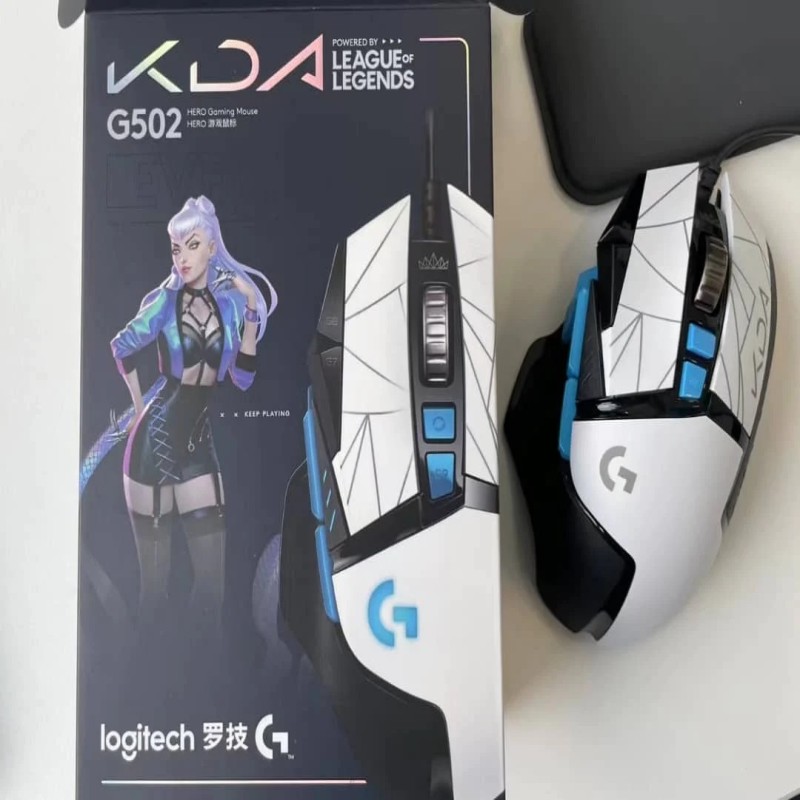 KDA
POWERED BY
LEAGUE OF
LEGENDS
G502
HERO Gaming Mouse
HERO 游戏鼠标
KEEP PLAYING
logitech 罗技 G
G
G
KDA